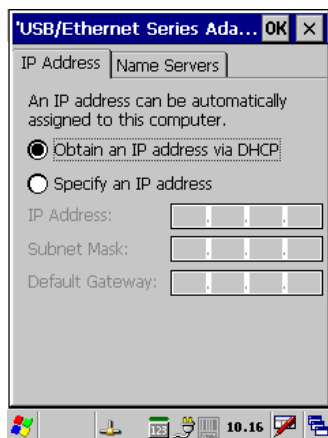 'USB/Ethernet Series Ada... OK ×
IP Address Name Servers
An IP address can be automatically
assigned to this computer.
Obtain an IP address via DHCP
Specify an IP address
IP Address: . . .
Subnet Mask: . . .
Default Gateway: . . .
123 10.16